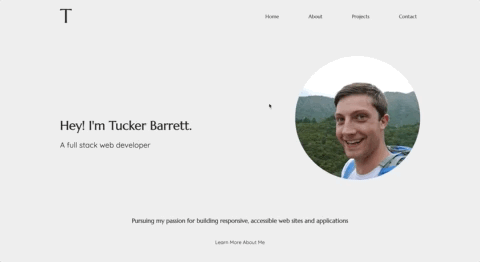 T
Home About Projects Contact
Hey! I'm Tucker Barrett.
A full stack web developer
Pursuing my passion for building responsive, accessible web sites and applications
Learn More About Me